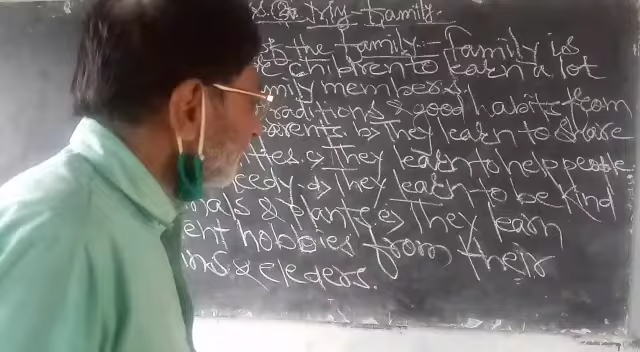 My Family.
of the family:- family is
children to learn a lot
mily members.
raditions & good habits from
arents. b> They learn to share
ties. c> They learn to help people
eedy. d> They learn to be kind
mals & plants. e> They learn
ent hobbies from their
ins & elders.